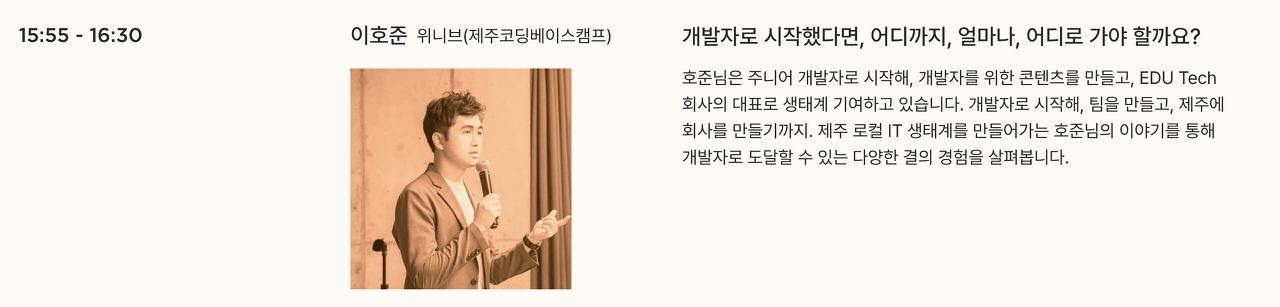 15:55 - 16:30
이호준 위니브(제주코딩베이스캠프)
개발자로 시작했다면, 어디까지, 얼마나, 어디로 가야 할까요?
호준님은 주니어 개발자로 시작해, 개발자를 위한 콘텐츠를 만들고, EDU Tech
회사의 대표로 생태계 기여하고 있습니다. 개발자로 시작해, 팀을 만들고, 제주에
회사를 만들기까지. 제주 로컬 IT 생태계를 만들어가는 호준님의 이야기를 통해
개발자로 도달할 수 있는 다양한 결의 경험을 살펴봅니다.